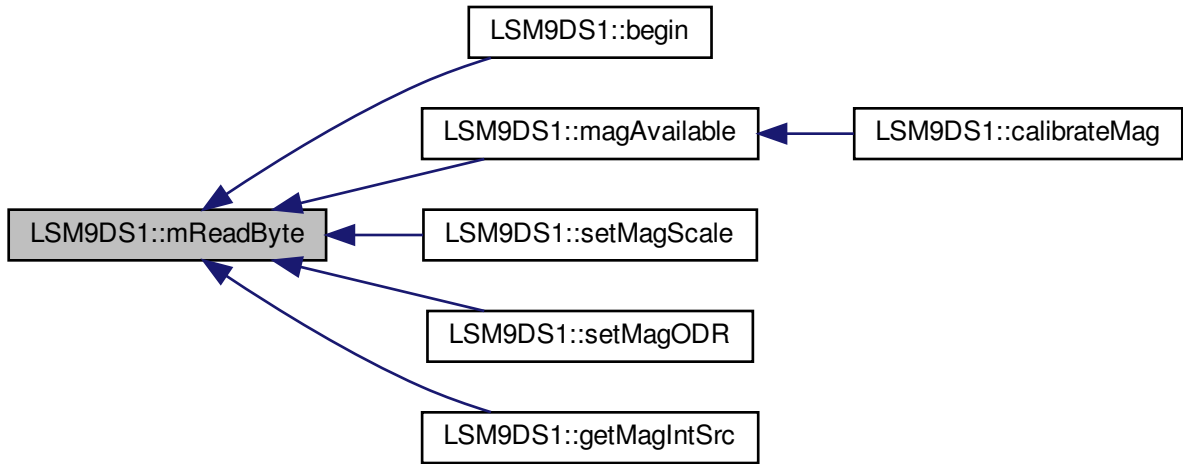 LSM9DS1::begin
LSM9DS1::magAvailable
LSM9DS1::calibrateMag
LSM9DS1::mReadByte
LSM9DS1::setMagScale
LSM9DS1::setMagODR
LSM9DS1::getMagIntSrc